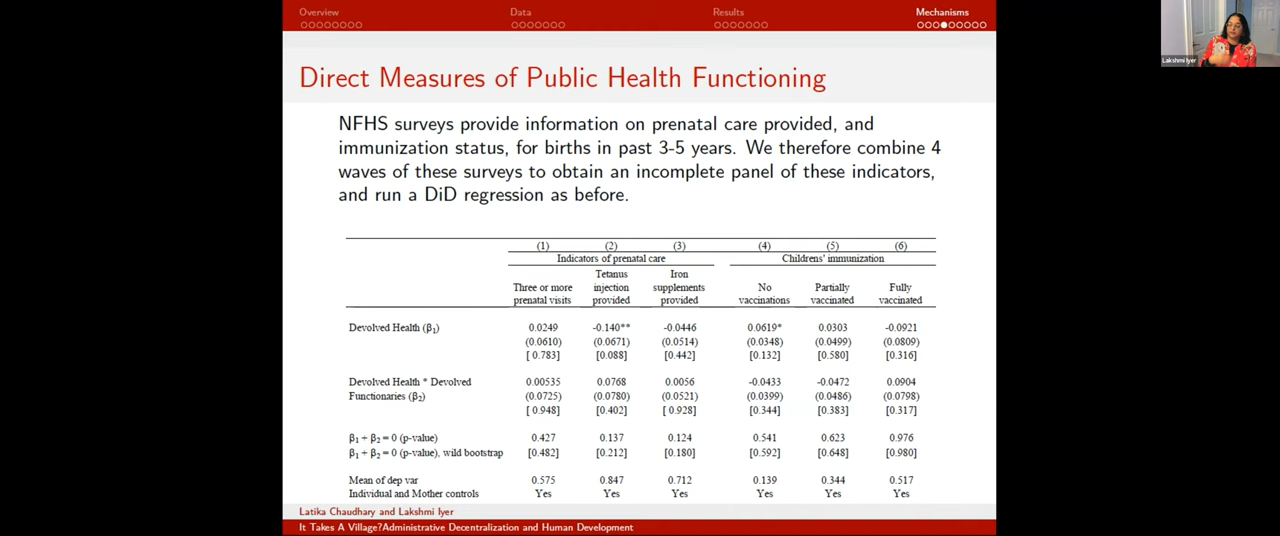 Overview Data Results Mechanisms
Lakshmi Iyer
Direct Measures of Public Health Functioning
NFHS surveys provide information on prenatal care provided, and
immunization status, for births in past 3-5 years. We therefore combine 4
waves of these surveys to obtain an incomplete panel of these indicators,
and run a DiD regression as before.
(1) (2) (3) (4) (5) (6)
Indicators of prenatal care Childrens' immunization
Three or more prenatal visits Tetanus injection provided Iron supplements provided No vaccinations Partially vaccinated Fully vaccinated
Devolved Health (β₁) 0.0249 -0.140** -0.0446 0.0619* 0.0303 -0.0921
(0.0610) (0.0671) (0.0514) (0.0348) (0.0499) (0.0809)
[ 0.783] [0.088] [0.442] [0.132] [0.580] [0.316]
Devolved Health * Devolved 0.00535 0.0768 0.0056 -0.0433 -0.0472 0.0904
Functionaries (β₂) (0.0725) (0.0780) (0.0521) (0.0399) (0.0486) (0.0798)
[ 0.948] [0.402] [ 0.928] [0.344] [0.383] [0.317]
β₁ + β₂ = 0 (p-value) 0.427 0.137 0.124 0.541 0.623 0.976
β₁ + β₂ = 0 (p-value), wild bootstrap [0.482] [0.212] [0.180] [0.592] [0.648] [0.980]
Mean of dep var 0.575 0.847 0.712 0.139 0.344 0.517
Individual and Mother controls Yes Yes Yes Yes Yes Yes
Latika Chaudhary and Lakshmi Iyer
It Takes A Village?Administrative Decentralization and Human Development